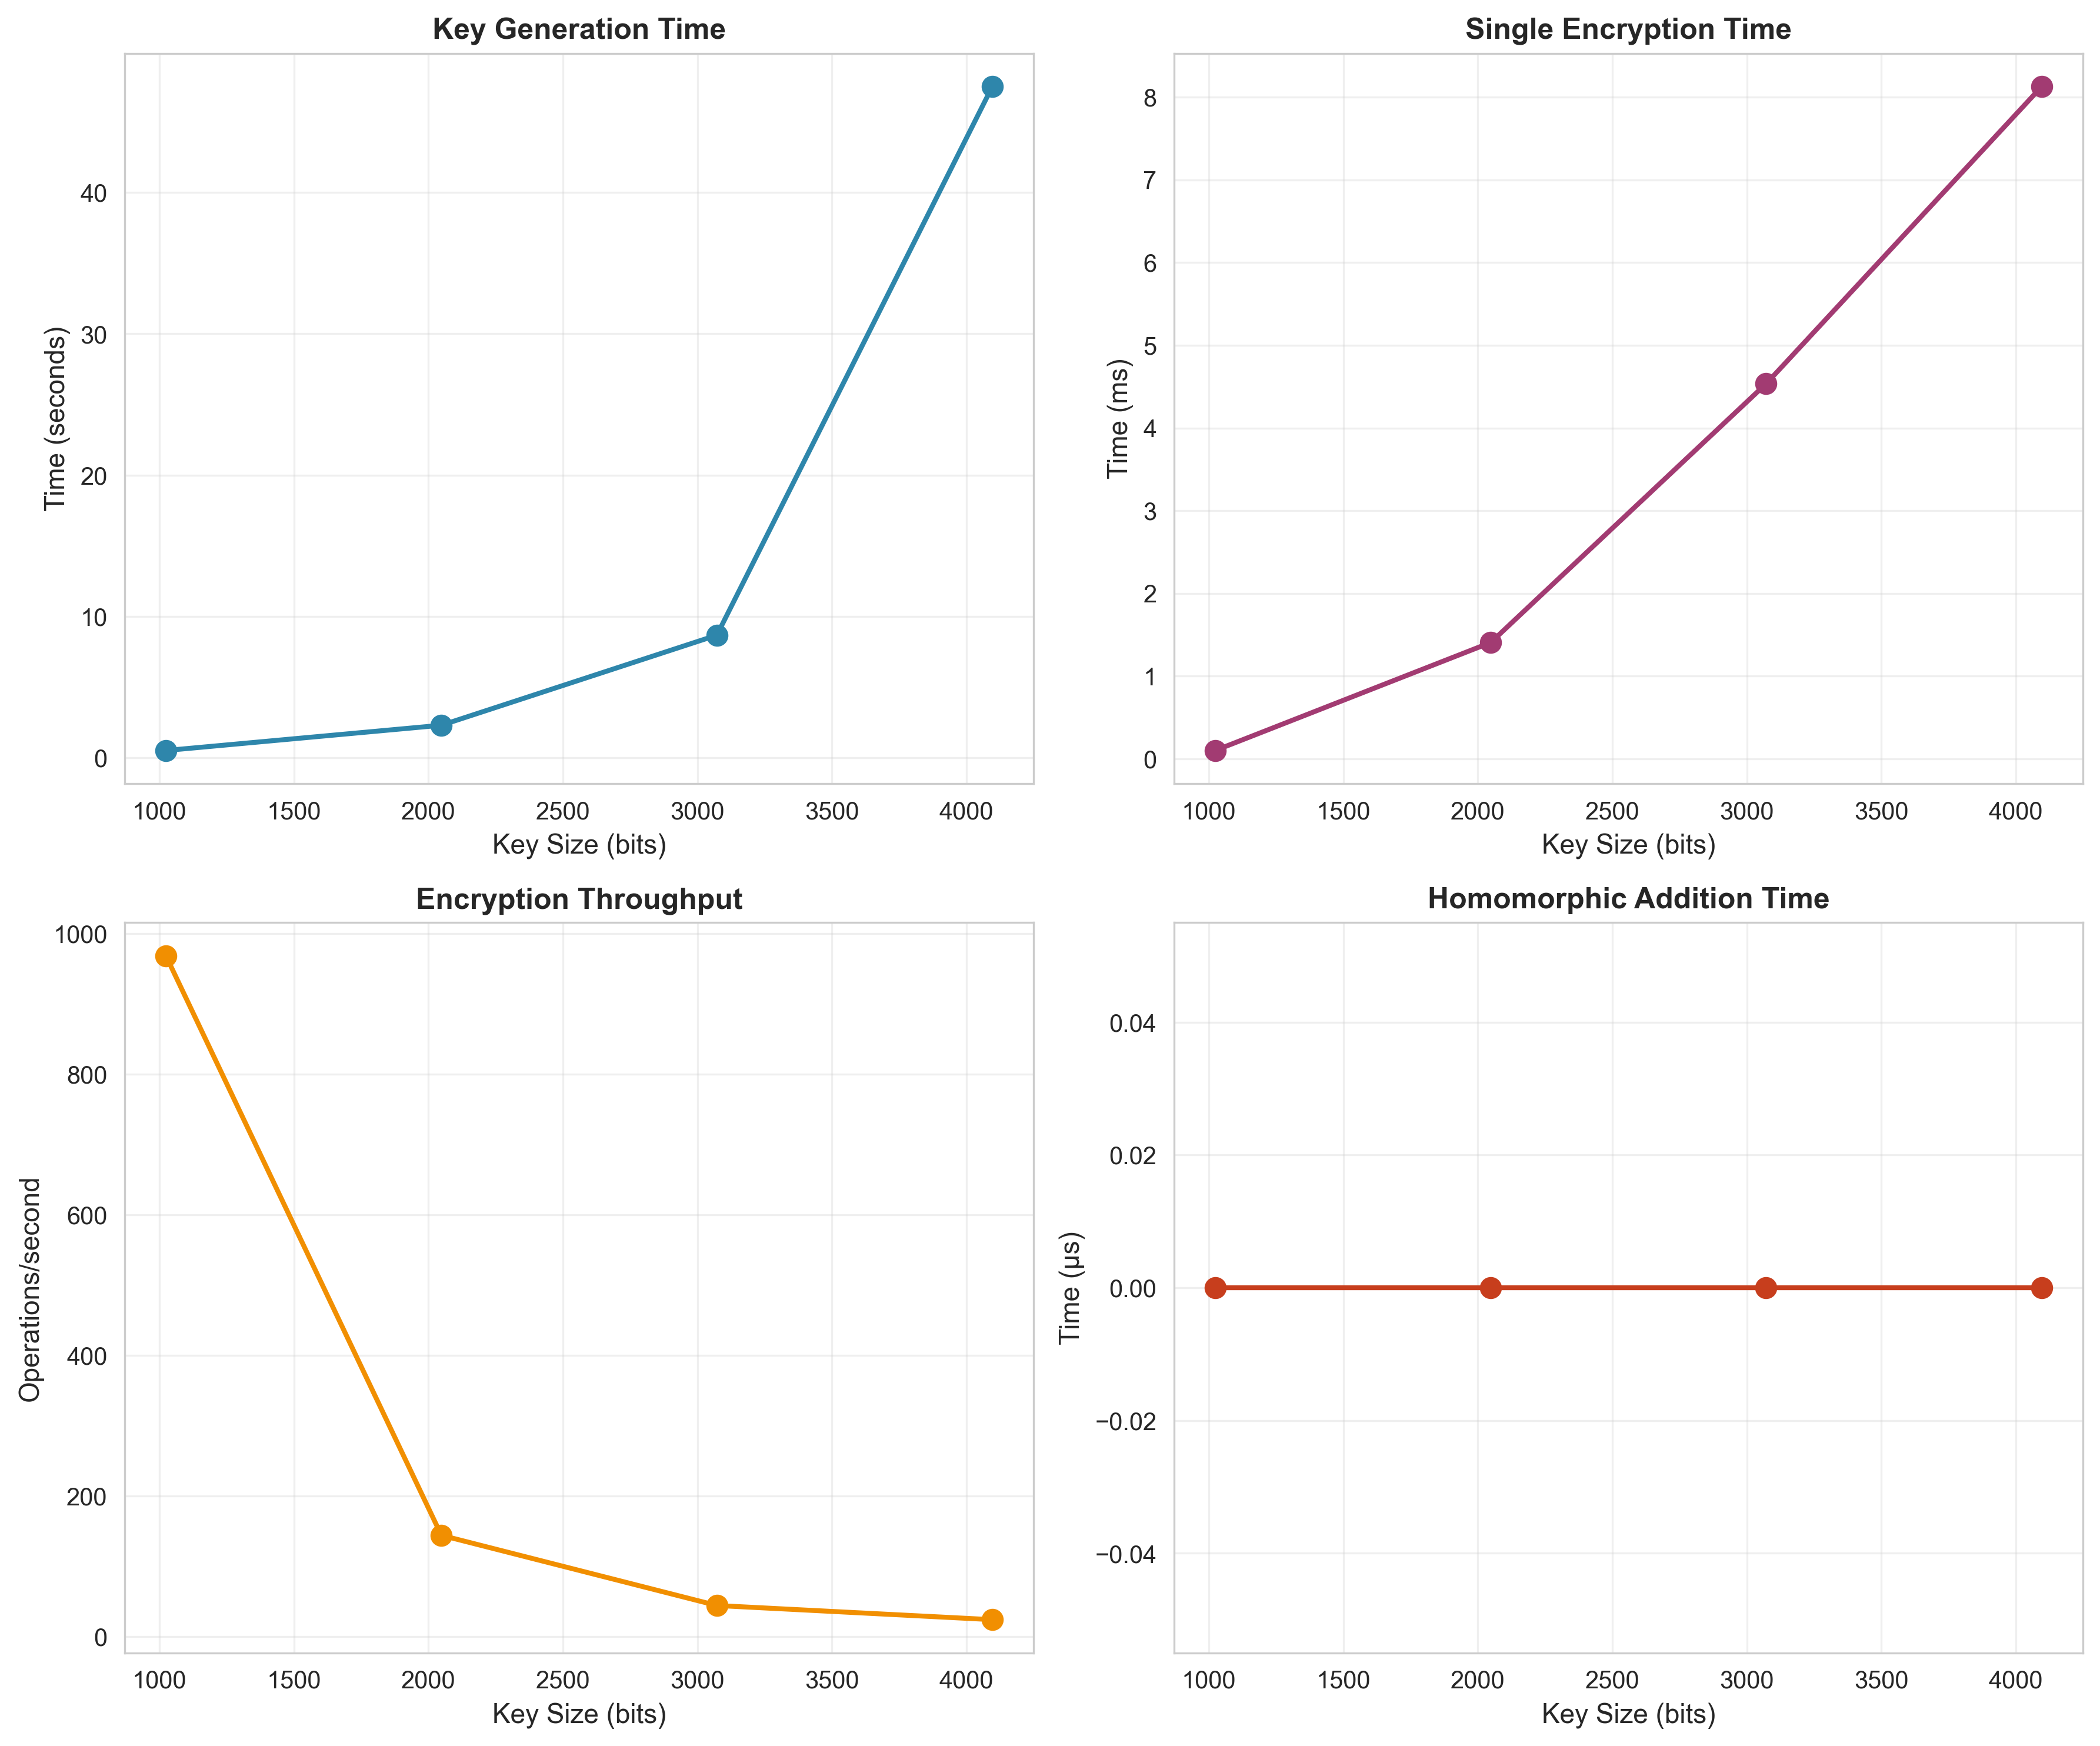 Key Generation Time
Time (seconds)
40
30
20
10
0
1000 1500 2000 2500 3000 3500 4000
Key Size (bits)
Single Encryption Time
Time (ms)
8
7
6
5
4
3
2
1
0
1000 1500 2000 2500 3000 3500 4000
Key Size (bits)
Encryption Throughput
Operations/second
1000
800
600
400
200
0
1000 1500 2000 2500 3000 3500 4000
Key Size (bits)
Homomorphic Addition Time
Time (µs)
0.04
0.02
0.00
−0.02
−0.04
1000 1500 2000 2500 3000 3500 4000
Key Size (bits)